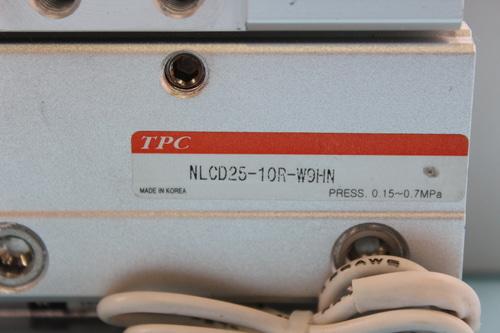 TPC
NLCD25-10R-W9HN
MADE IN KOREA
PRESS. 0.15~0.7MPa